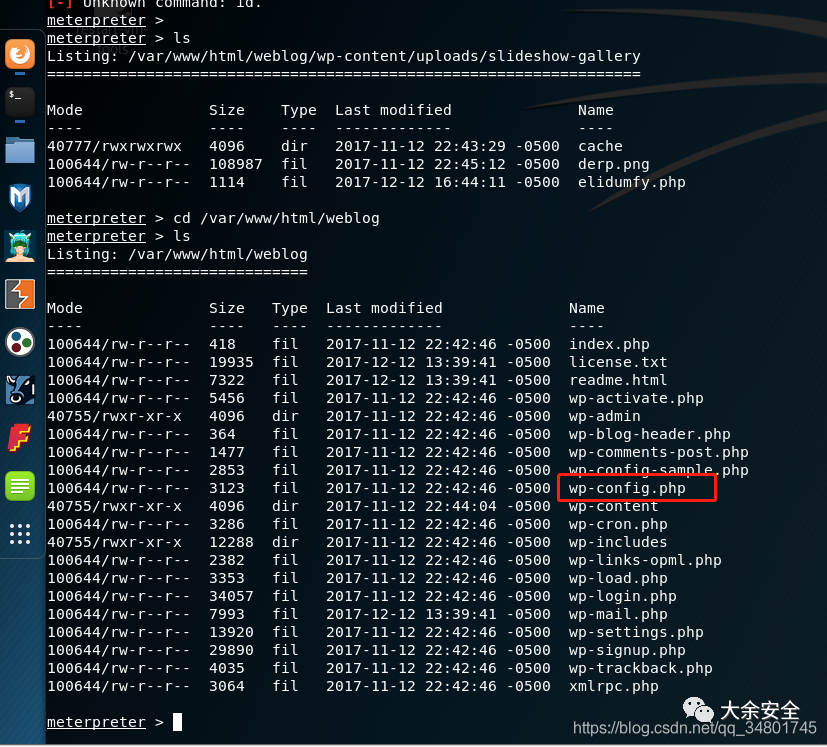 [-] Unknown command: id.
meterpreter >
meterpreter > ls
Listing: /var/www/html/weblog/wp-content/uploads/slideshow-gallery
==================================================================
Mode              Size    Type  Last modified              Name
----              ----    ----  -------------              ----
40777/rwxrwxrwx   4096    dir   2017-11-12 22:43:29 -0500  cache
100644/rw-r--r--  108987  fil   2017-11-12 22:45:12 -0500  derp.png
100644/rw-r--r--  1114    fil   2017-12-12 16:44:11 -0500  elidumfy.php
meterpreter > cd /var/www/html/weblog
meterpreter > ls
Listing: /var/www/html/weblog
=============================
Mode              Size   Type  Last modified              Name
----              ----   ----  -------------              ----
100644/rw-r--r--  418    fil   2017-11-12 22:42:46 -0500  index.php
100644/rw-r--r--  19935  fil   2017-12-12 13:39:41 -0500  license.txt
100644/rw-r--r--  7322   fil   2017-12-12 13:39:41 -0500  readme.html
100644/rw-r--r--  5456   fil   2017-11-12 22:42:46 -0500  wp-activate.php
40755/rwxr-xr-x   4096   dir   2017-11-12 22:42:46 -0500  wp-admin
100644/rw-r--r--  364    fil   2017-11-12 22:42:46 -0500  wp-blog-header.php
100644/rw-r--r--  1477   fil   2017-11-12 22:42:46 -0500  wp-comments-post.php
100644/rw-r--r--  2853   fil   2017-11-12 22:42:46 -0500  wp-config-sample.php
100644/rw-r--r--  3123   fil   2017-11-12 22:42:46 -0500  wp-config.php
40755/rwxr-xr-x   4096   dir   2017-11-12 22:44:04 -0500  wp-content
100644/rw-r--r--  3286   fil   2017-11-12 22:42:46 -0500  wp-cron.php
40755/rwxr-xr-x   12288  dir   2017-11-12 22:42:46 -0500  wp-includes
100644/rw-r--r--  2382   fil   2017-11-12 22:42:46 -0500  wp-links-opml.php
100644/rw-r--r--  3353   fil   2017-11-12 22:42:46 -0500  wp-load.php
100644/rw-r--r--  34057  fil   2017-11-12 22:42:46 -0500  wp-login.php
100644/rw-r--r--  7993   fil   2017-12-12 13:39:41 -0500  wp-mail.php
100644/rw-r--r--  13920  fil   2017-11-12 22:42:46 -0500  wp-settings.php
100644/rw-r--r--  29890  fil   2017-11-12 22:42:46 -0500  wp-signup.php
100644/rw-r--r--  4035   fil   2017-11-12 22:42:46 -0500  wp-trackback.php
100644/rw-r--r--  3064   fil   2017-11-12 22:42:46 -0500  xmlrpc.php
meterpreter >
大余安全
https://blog.csdn.net/qq_34801745